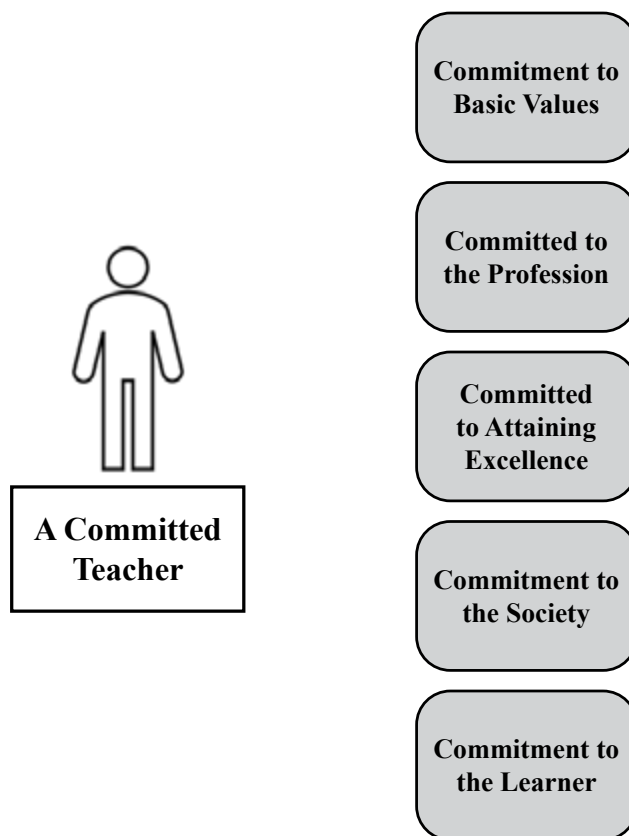 Commitment to
Basic Values
Committed to
the Profession
Committed
to Attaining
Excellence
A Committed
Teacher
Commitment to
the Society
Commitment to
the Learner